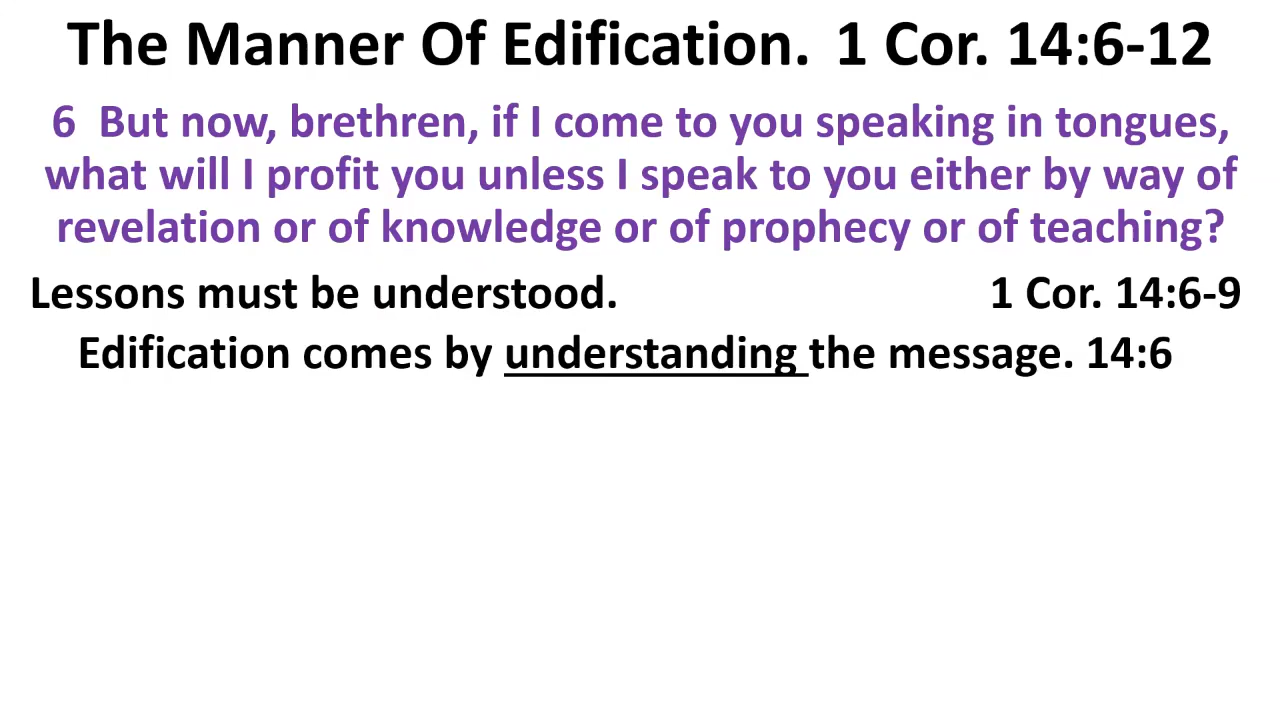 The Manner Of Edification. 1 Cor. 14:6-12
6 But now, brethren, if I come to you speaking in tongues,
what will I profit you unless I speak to you either by way of
revelation or of knowledge or of prophecy or of teaching?
Lessons must be understood. 1 Cor. 14:6-9
Edification comes by understanding the message. 14:6